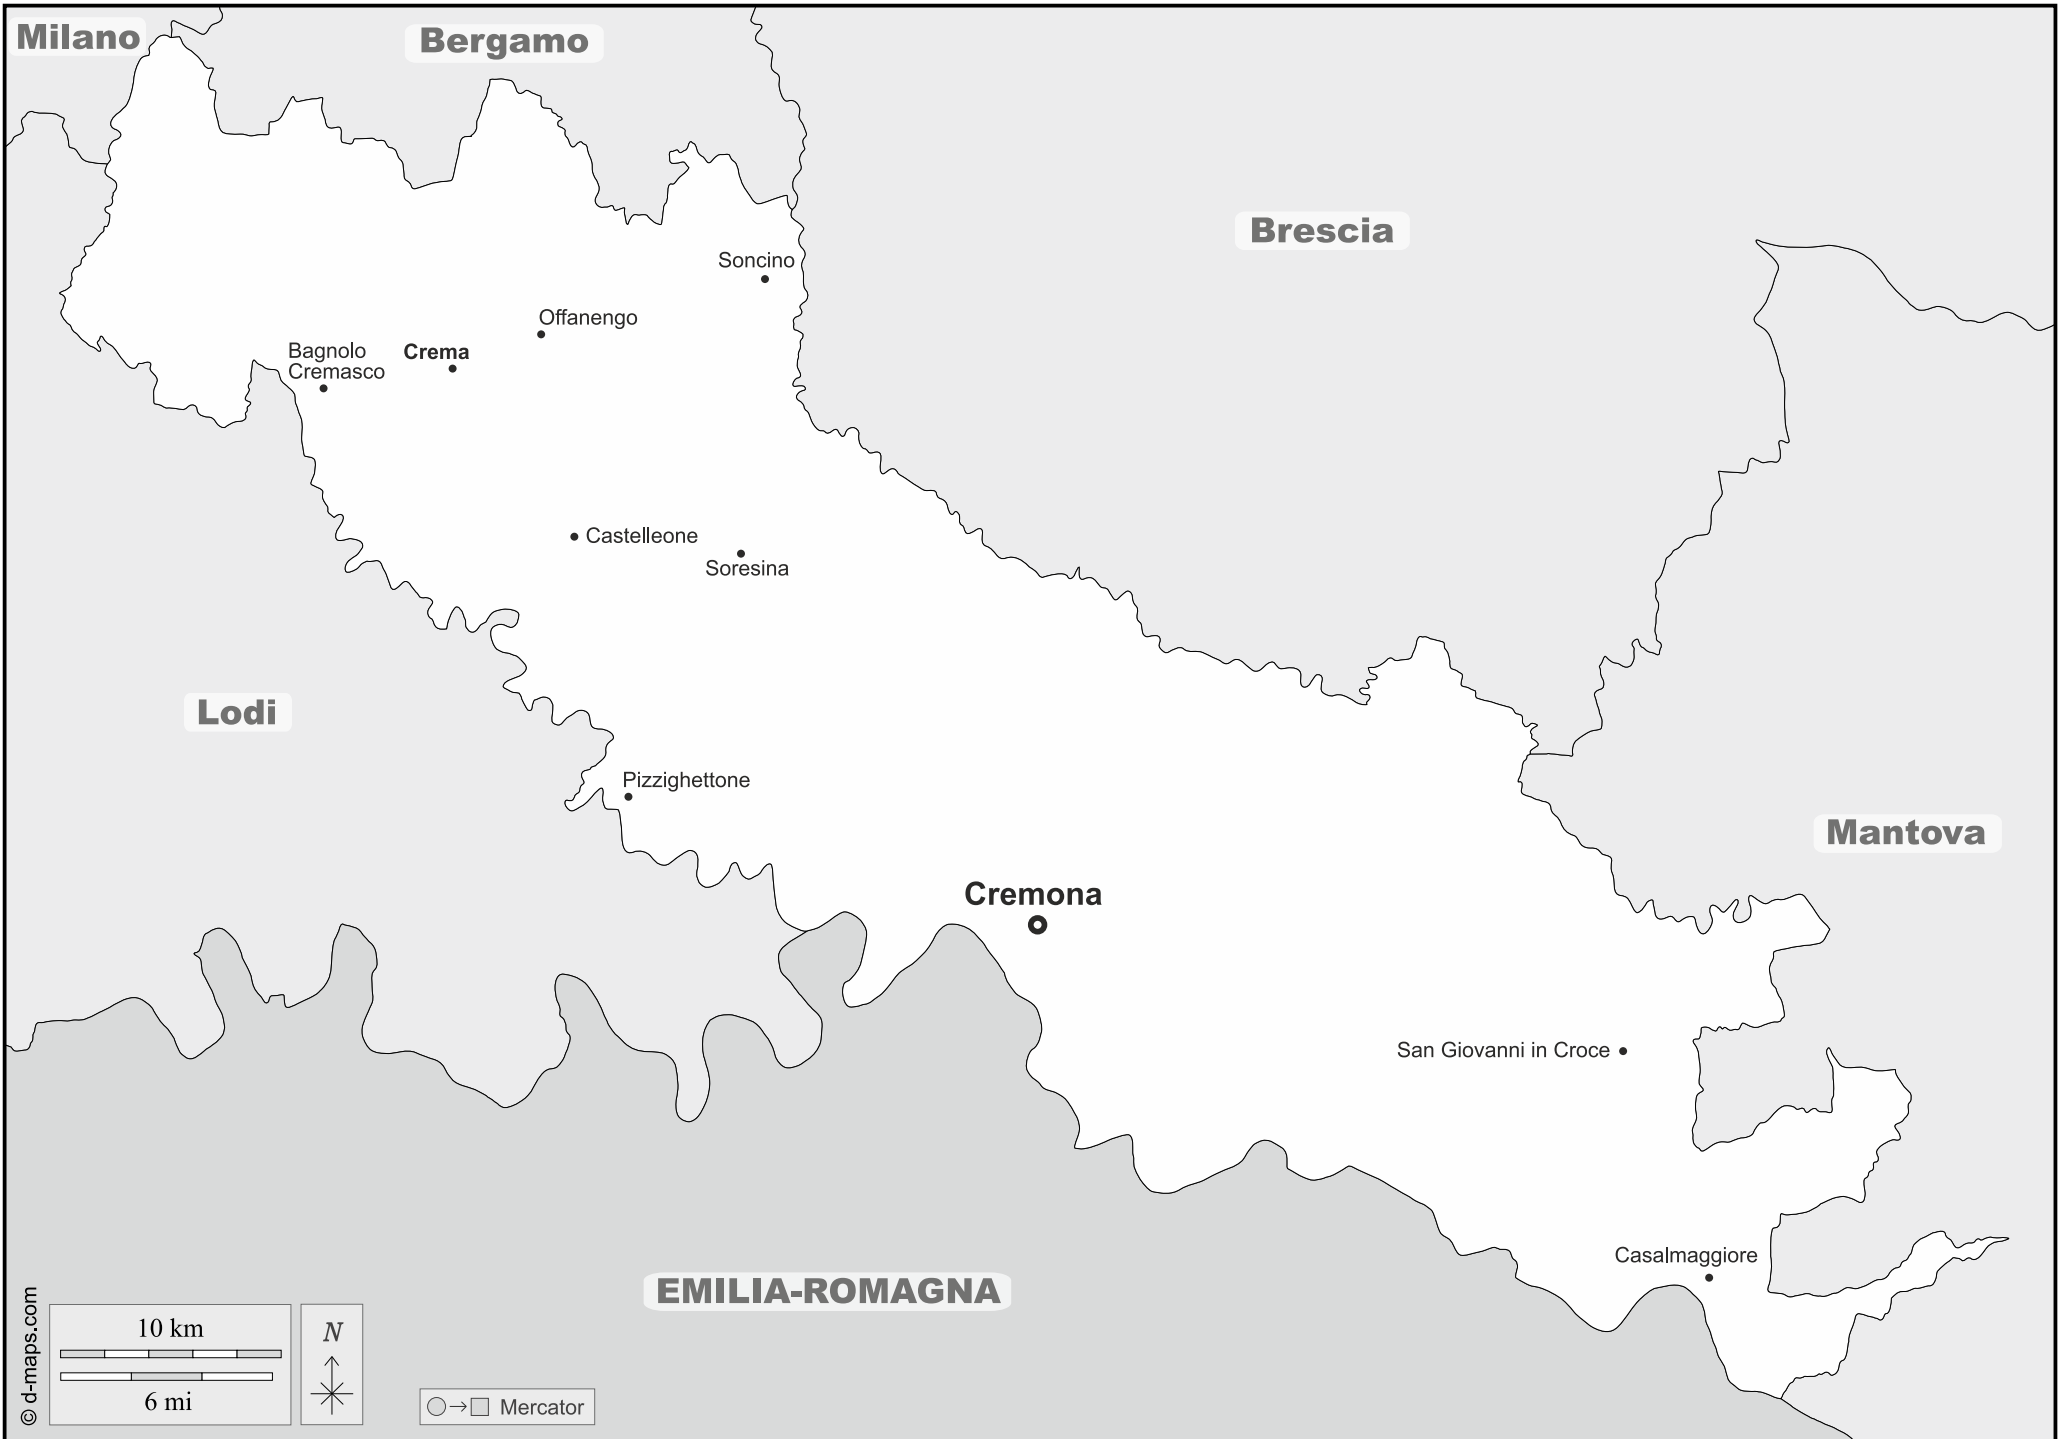 Milano
Bergamo
Brescia
Soncino
Offanengo
Bagnolo
Cremasco
Crema
Castelleone
Soresina
Lodi
Pizzighettone
Mantova
Cremona
San Giovanni in Croce
Casalmaggiore
EMILIA-ROMAGNA
© d-maps.com
10 km
6 mi
N
Mercator